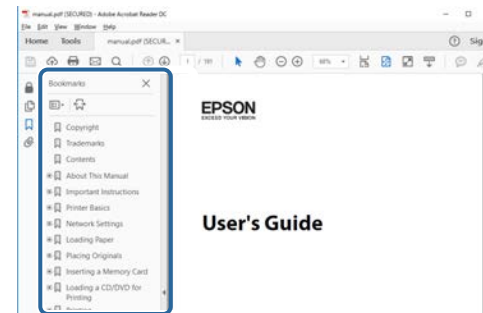 manual.pdf (SECURED) - Adobe Acrobat Reader DC
File Edit View Window Help
Home Tools manual.pdf (SECUR... ×
Sig
1
Bookmarks
EPSON
EXCEED YOUR VISION
Copyright
Trademarks
Contents
About This Manual
Important Instructions
Printer Basics
Network Settings
User's Guide
Loading Paper
Placing Originals
Inserting a Memory Card
Loading a CD/DVD for
Printing